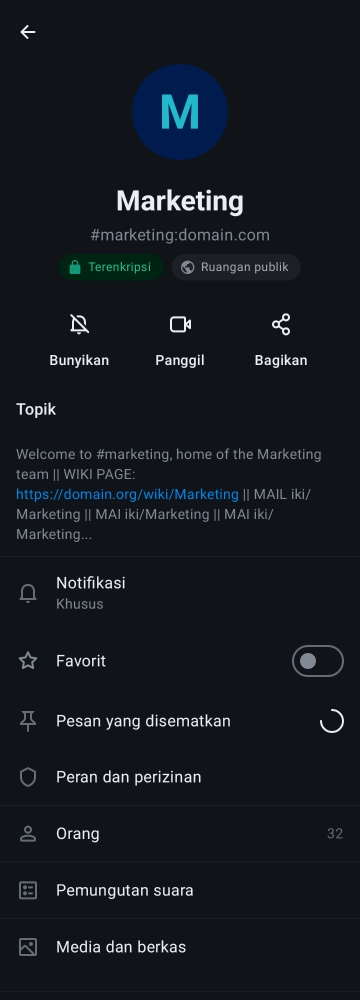 M
Marketing
#marketing:domain.com
Terenkripsi
Ruangan publik
Bunyikan
Panggil
Bagikan
Topik
Welcome to #marketing, home of the Marketing
team || WIKI PAGE:
https://domain.org/wiki/Marketing || MAIL iki/
Marketing || MAI iki/Marketing || MAI iki/
Marketing...
Notifikasi
Khusus
Favorit
Pesan yang disematkan
Peran dan perizinan
Orang 32
Pemungutan suara
Media dan berkas